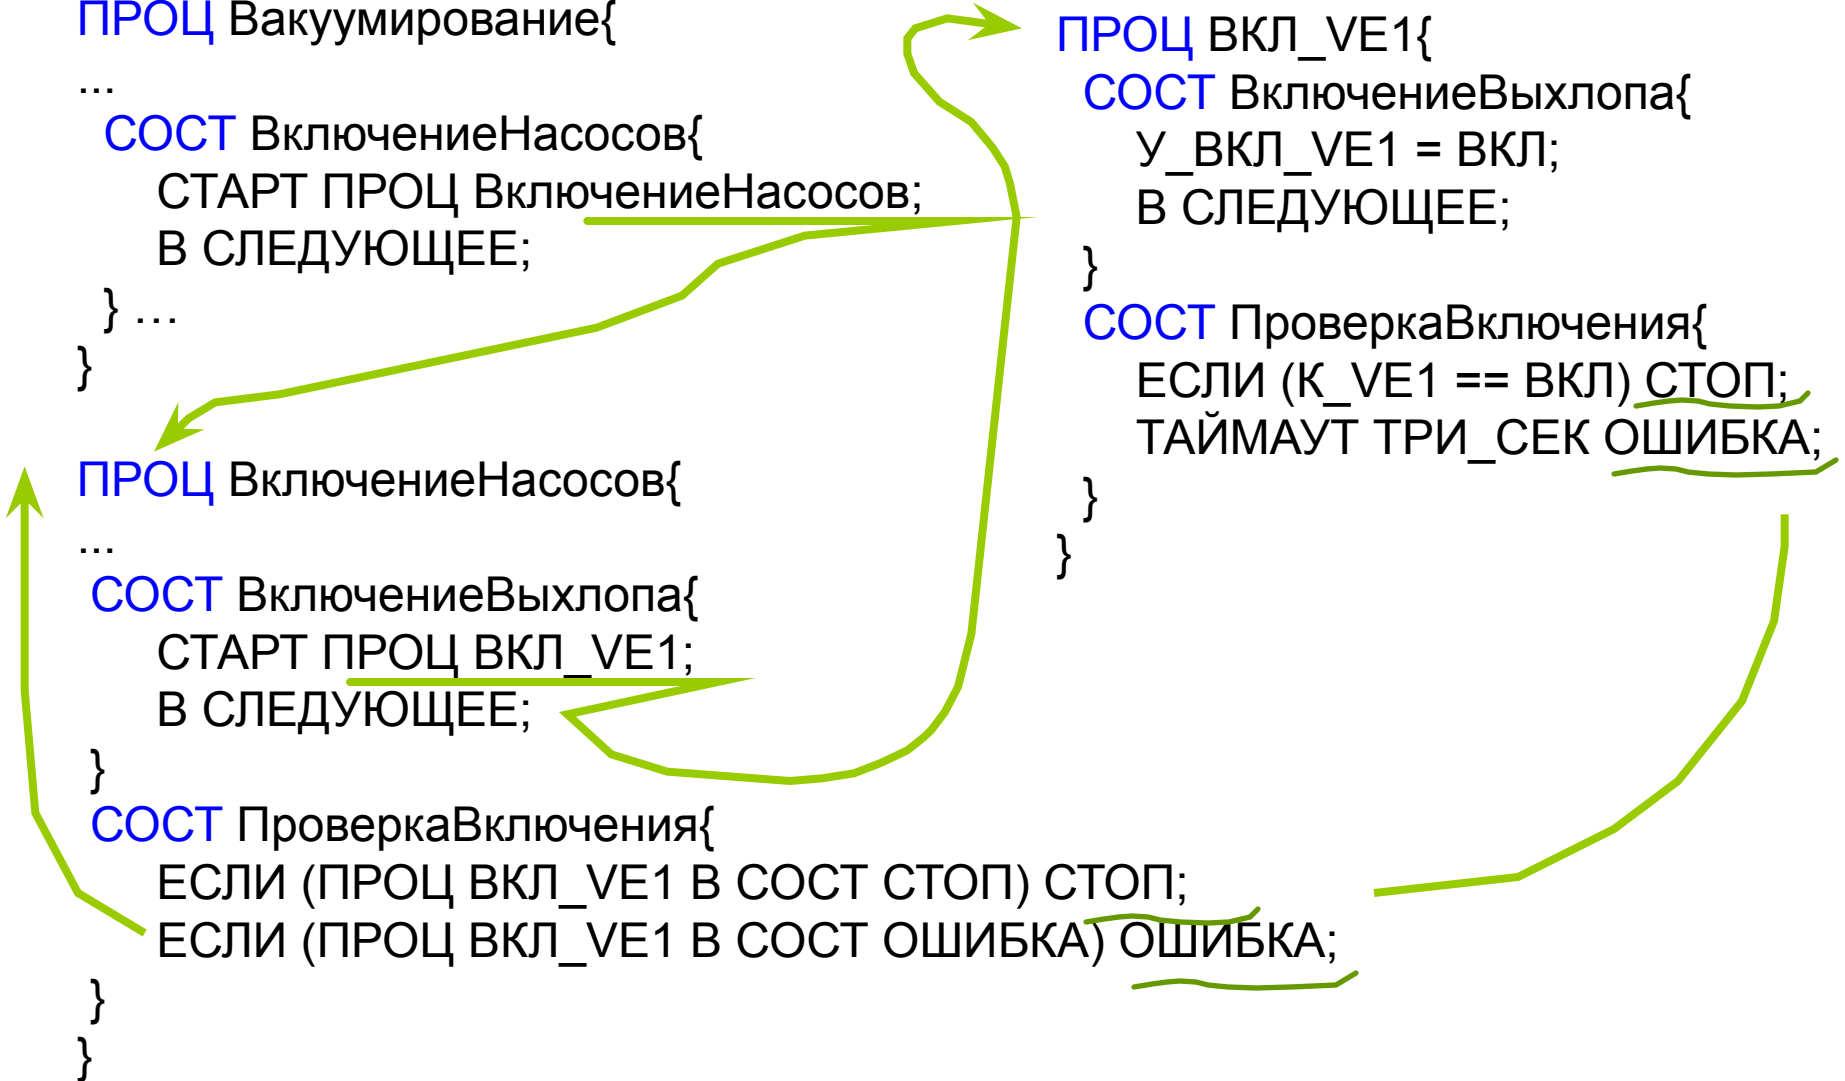 ПРОЦ Вакуумирование{
...
СОСТ ВключениеНасосов{
СТАРТ ПРОЦ ВключениеНасосов;
В СЛЕДУЮЩЕЕ;
} …
}
ПРОЦ ВключениеНасосов{
...
СОСТ ВключениеВыхлопа{
СТАРТ ПРОЦ ВКЛ_VE1;
В СЛЕДУЮЩЕЕ;
}
СОСТ ПроверкаВключения{
ЕСЛИ (ПРОЦ ВКЛ_VE1 В СОСТ СТОП) СТОП;
ЕСЛИ (ПРОЦ ВКЛ_VE1 В СОСТ ОШИБКА) ОШИБКА;
}
}
ПРОЦ ВКЛ_VE1{
СОСТ ВключениеВыхлопа{
У_ВКЛ_VE1 = ВКЛ;
В СЛЕДУЮЩЕЕ;
}
СОСТ ПроверкаВключения{
ЕСЛИ (К_VE1 == ВКЛ) СТОП;
ТАЙМАУТ ТРИ_СЕК ОШИБКА;
}
}